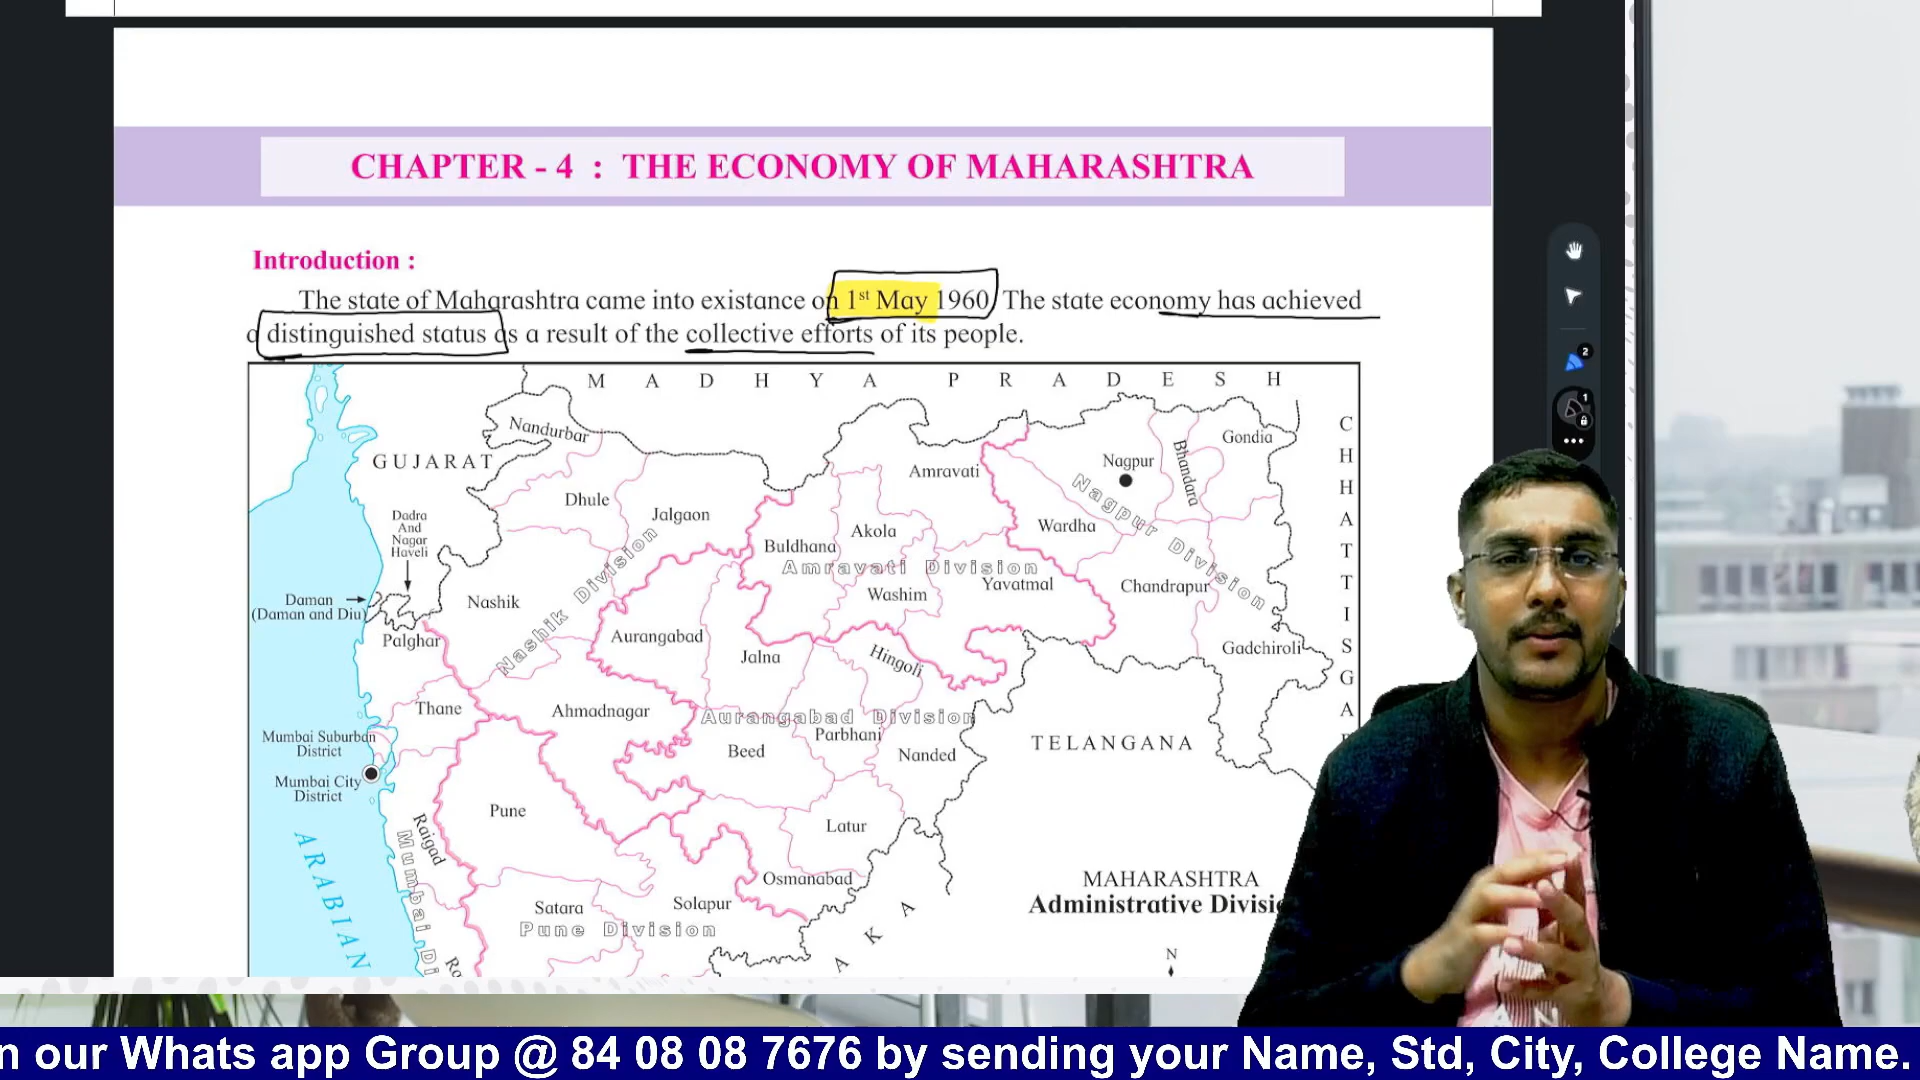 CHAPTER - 4 : THE ECONOMY OF MAHARASHTRA
Introduction :
The state of Maharashtra came into existance on 1st May 1960. The state economy has achieved
a distinguished status as a result of the collective efforts of its people.
M A D H Y A P R A D E S H
Nandurbar
GUJARAT
Dhule
Jalgaon
Amravati
Nagpur
Bhandara
Gondia
Nagpur Division
Dadra
And
Nagar
Haveli
Buldhana
Akola
Wardha
Amravati Division
Daman
(Daman and Diu)
Nashik
Nashik Division
Washim
Yavatmal
Chandrapur
Palghar
Aurangabad
Jalna
Hingoli
Gadchiroli
Thane
Ahmadnagar
Aurangabad Division
Parbhani
Mumbai Suburban
District
Beed
Nanded
TELANGANA
Mumbai City
District
Pune
Raigad
Latur
ARABIAN
Osmanabad
MAHARASHTRA
Satara
Solapur
Pune Division
N
2
1
n our Whats app Group @ 84 08 08 7676 by sending your Name, Std, City, College Name.